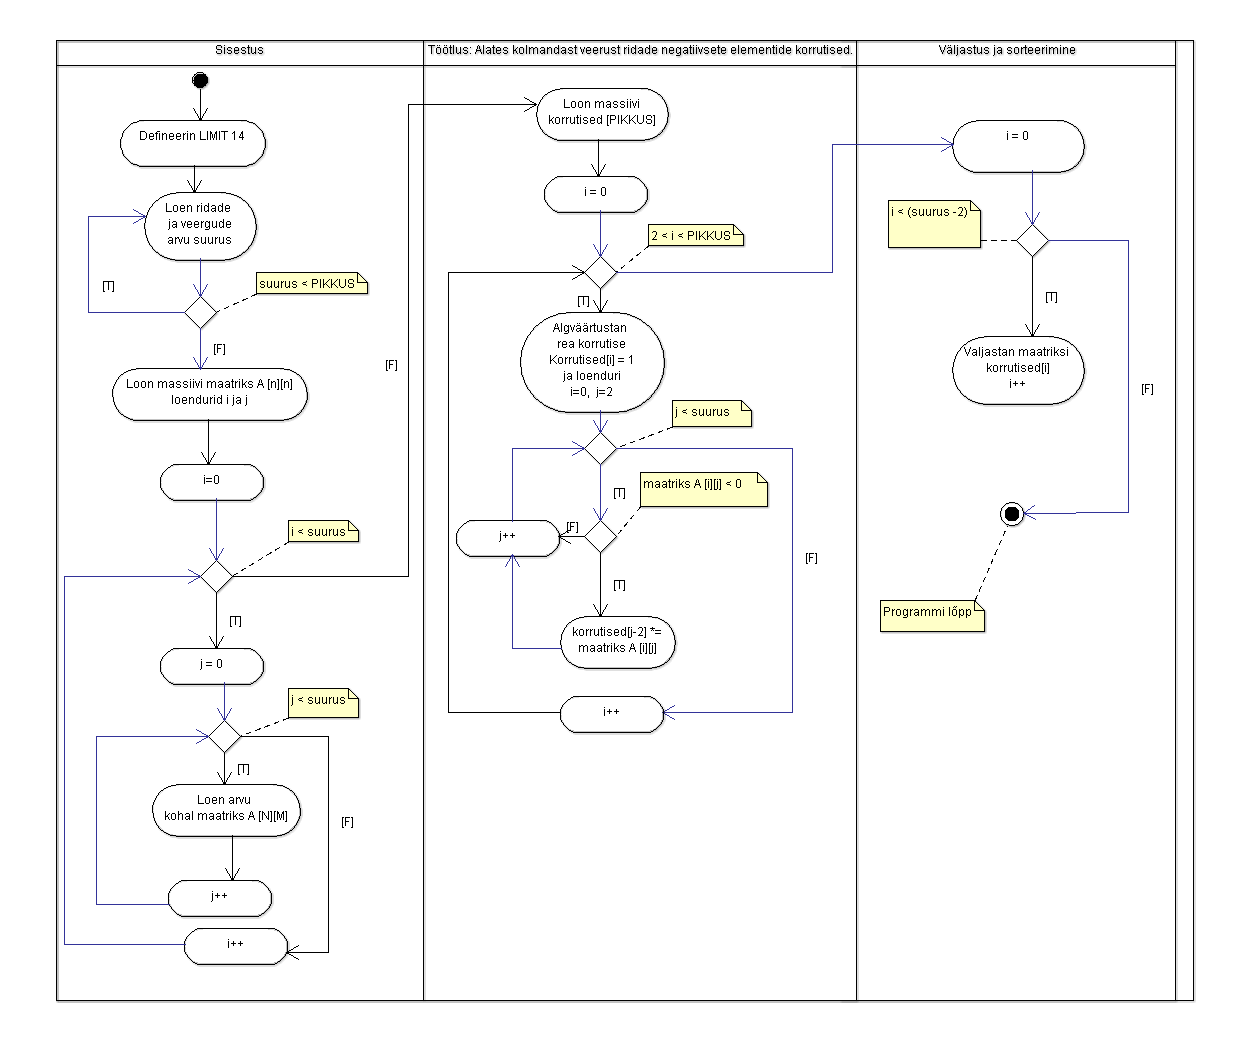 Sisestus
Defineerin LIMIT 14
Loen ridade
ja veergude
arvu suurus
[T]
suurus < PIKKUS
[F]
Loon massiivi maatriks A [n][n]
loendurid i ja j
i=0
i < suurus
[F]
[T]
j = 0
j < suurus
[T]
Loen arvu
kohal maatriks A [N][M]
[F]
j++
i++
Töötlus: Alates kolmandast veerust ridade negatiivsete elementide korrutised.
Loon massiivi
korrutised [PIKKUS]
i = 0
2 < i < PIKKUS
[T]
Algväärtustan
rea korrutise
Korrutised[i] = 1
ja loenduri
i=0, j=2
j < suurus
[T]
maatriks A [i][j] < 0
[F]
j++
[F]
[T]
korrutised[j-2] *=
maatriks A [i][j]
i++
Väljastus ja sorteerimine
i = 0
i < (suurus -2)
[T]
Valjastan maatriksi
korrutised[i]
i++
[F]
Programmi lõpp